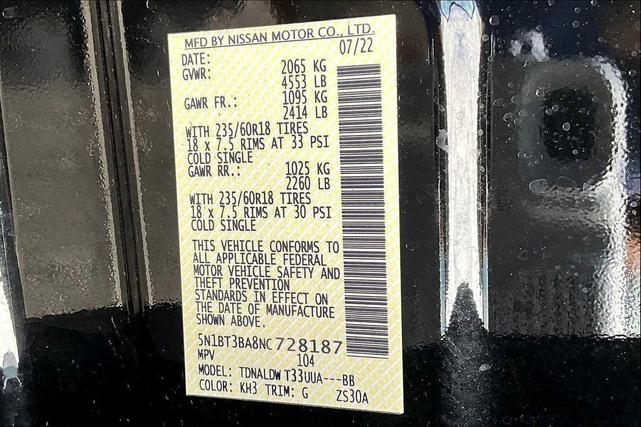 MFD BY NISSAN MOTOR CO., LTD.
DATE: 07/22
GVWR: 2065 KG
4553 LB
GAWR FR.: 1095 KG
2414 LB
WITH 235/60R18 TIRES
18 x 7.5 RIMS AT 33 PSI
COLD SINGLE
GAWR RR.: 1025 KG
2260 LB
WITH 235/60R18 TIRES
18 x 7.5 RIMS AT 30 PSI
COLD SINGLE
THIS VEHICLE CONFORMS TO
ALL APPLICABLE FEDERAL
MOTOR VEHICLE SAFETY AND
THEFT PREVENTION
STANDARDS IN EFFECT ON
THE DATE OF MANUFACTURE
SHOWN ABOVE.
5N1BT3BA8NC728187
MPV 104
MODEL: TDNALDW T33UUA---BB
COLOR: KH3 TRIM: G ZS30A